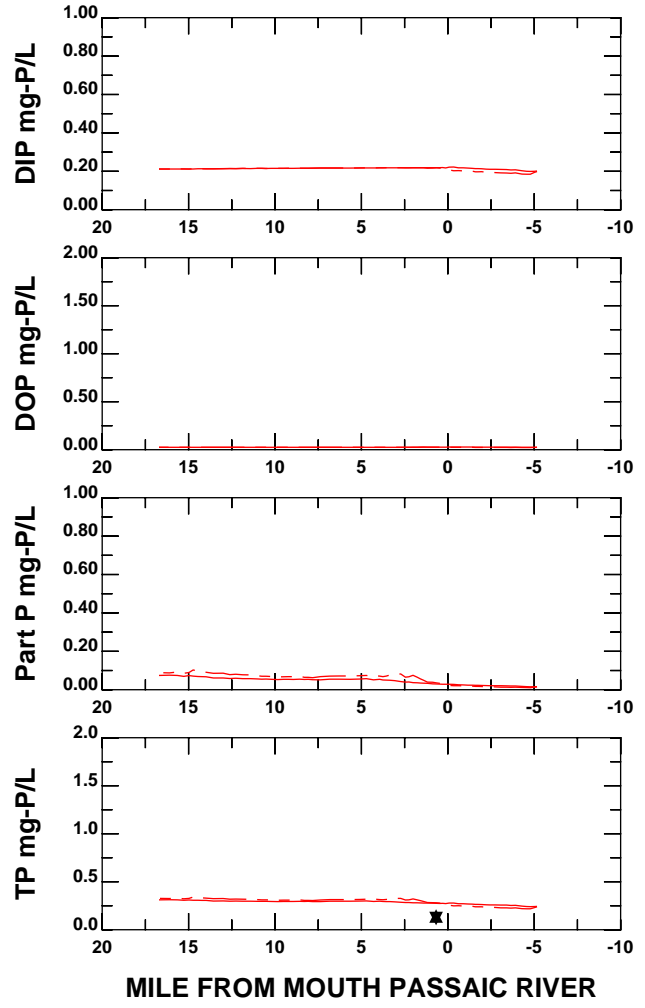 DIP mg-P/L
1.00
0.80
0.60
0.40
0.20
0.00
20 15 10 5 0 -5 -10
DOP mg-P/L
2.00
1.50
1.00
0.50
0.00
20 15 10 5 0 -5 -10
Part P mg-P/L
1.00
0.80
0.60
0.40
0.20
0.00
20 15 10 5 0 -5 -10
TP mg-P/L
2.0
1.5
1.0
0.5
0.0
20 15 10 5 0 -5 -10
MILE FROM MOUTH PASSAIC RIVER